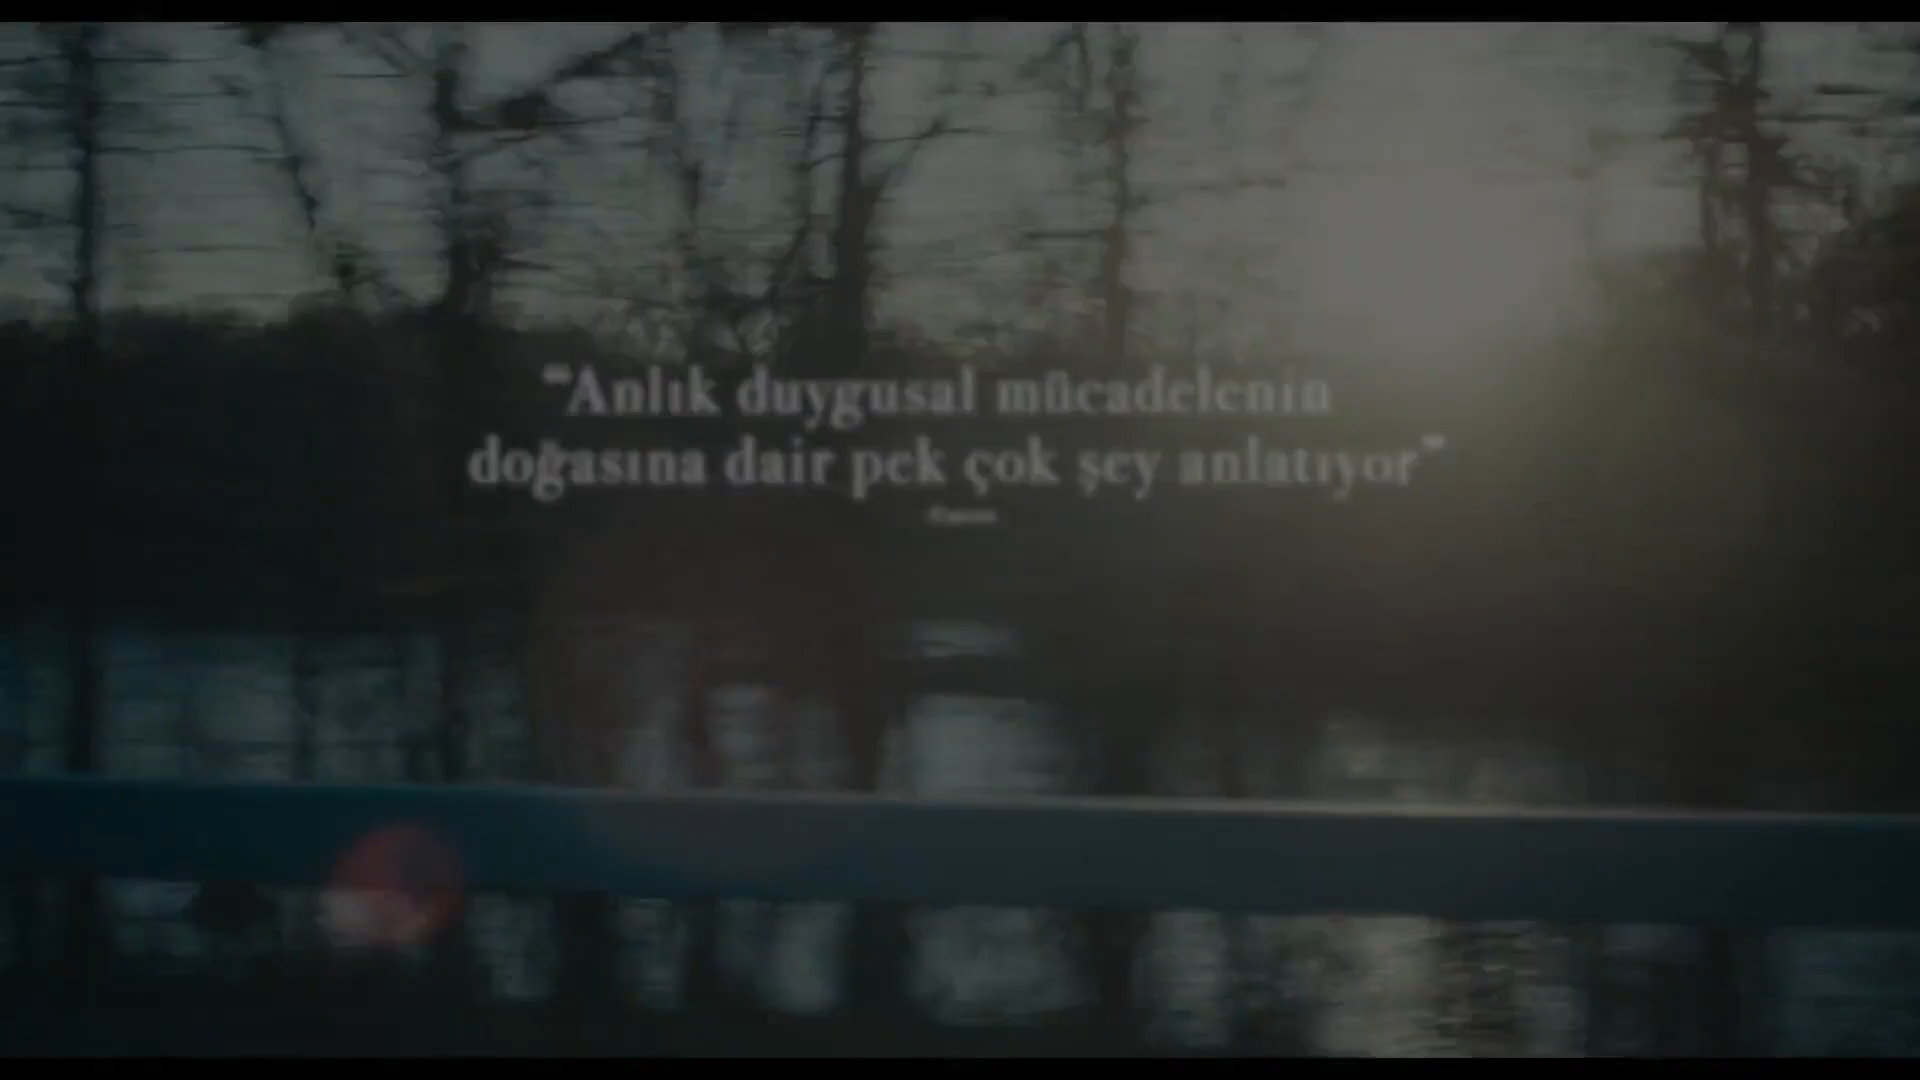 “Anlık duygusal mücadelenin
doğasına dair pek çok şey anlatıyor”